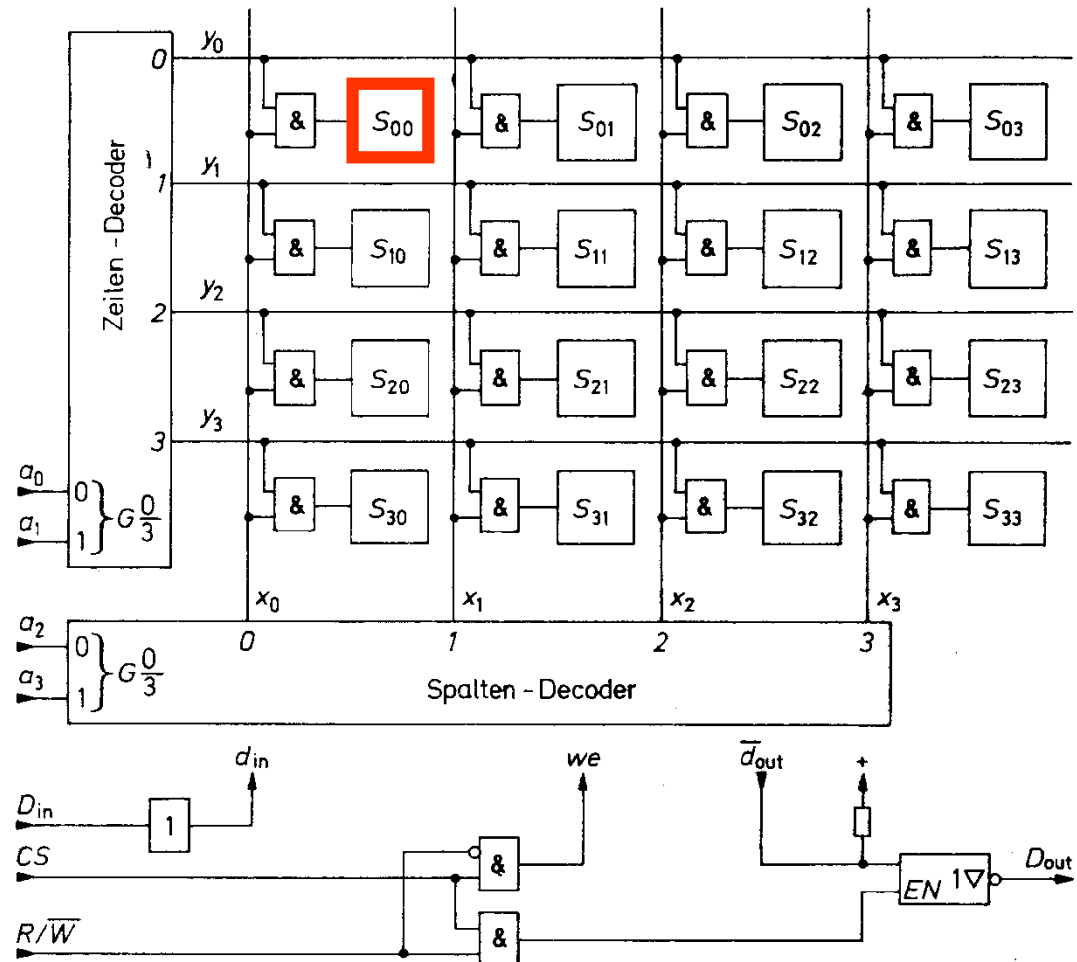 0 y0
& S00 & S01 & S02 & S03
1 y1
& S10 & S11 & S12 & S13
Zeilen-Decoder
2 y2
& S20 & S21 & S22 & S23
3 y3
& S30 & S31 & S32 & S33
a0 0
a1 1
} G 0/3
x0 x1 x2 x3
0 1 2 3
a2 0
a3 1
} G 0/3
Spalten-Decoder
din we d̅out +
Din 1
CS &
EN 1▽ Dout
R/W̅ &